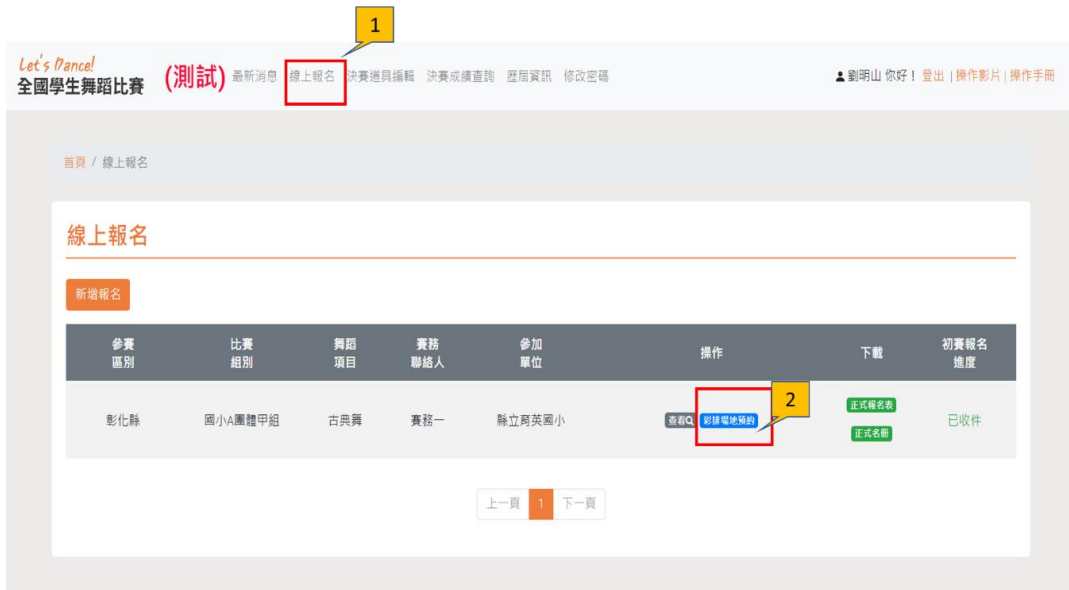 1
Let's Dance!
全國學生舞蹈比賽
(測試) 最新消息 線上報名 決賽道具編輯 決賽成績查詢 歷屆資訊 修改密碼
劉明山 你好! 登出 | 操作影片 | 操作手冊
首頁 / 線上報名
線上報名
新增報名
參賽區別 比賽組別 舞蹈項目 賽務聯絡人 參加單位 操作 下載 初賽報名進度
彰化縣 國小A團體甲組 古典舞 賽務一 縣立育英國小 查看 彩排場地預約 正式報名表 正式名冊 已收件
2
上一頁 1 下一頁